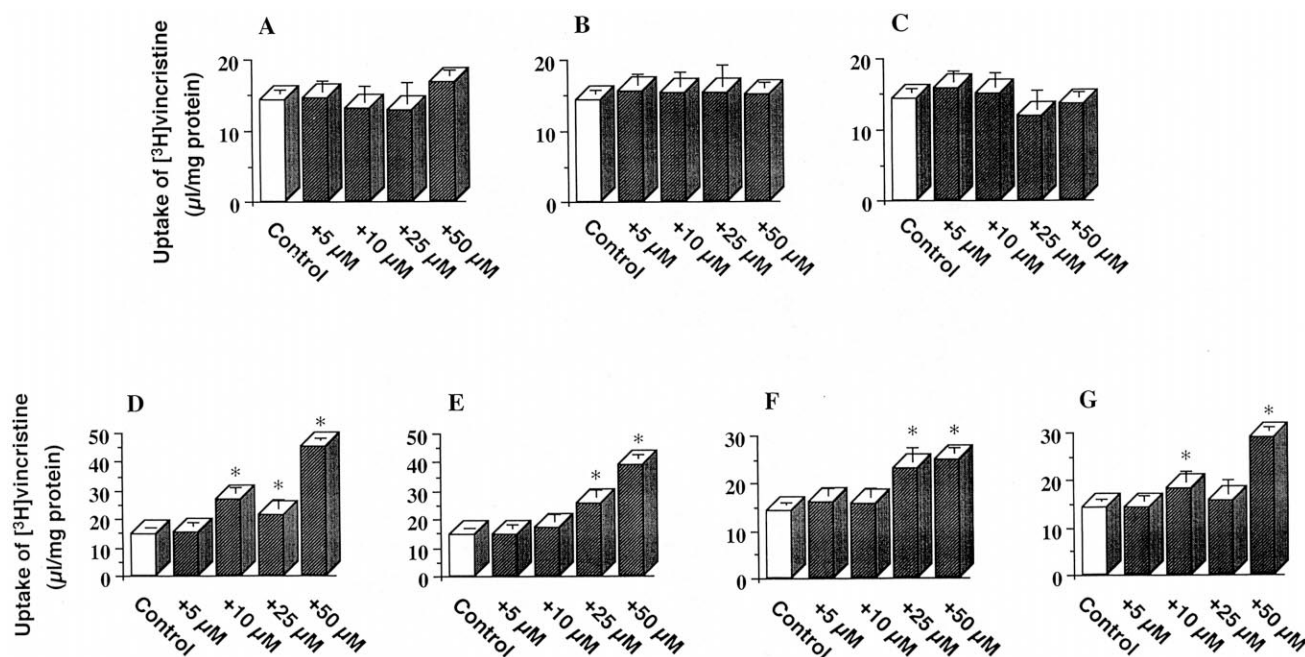 A
B
C
Uptake of [³H]vincristine
(µl/mg protein)
20
10
0
Control
+5 µM
+10 µM
+25 µM
+50 µM
20
10
0
Control
+5 µM
+10 µM
+25 µM
+50 µM
20
10
0
Control
+5 µM
+10 µM
+25 µM
+50 µM
D
E
F
G
Uptake of [³H]vincristine
(µl/mg protein)
50
40
30
20
10
0
*
*
*
Control
+5 µM
+10 µM
+25 µM
+50 µM
50
40
30
20
10
0
*
*
Control
+5 µM
+10 µM
+25 µM
+50 µM
30
20
10
0
*
*
Control
+5 µM
+10 µM
+25 µM
+50 µM
30
20
10
0
*
*
Control
+5 µM
+10 µM
+25 µM
+50 µM